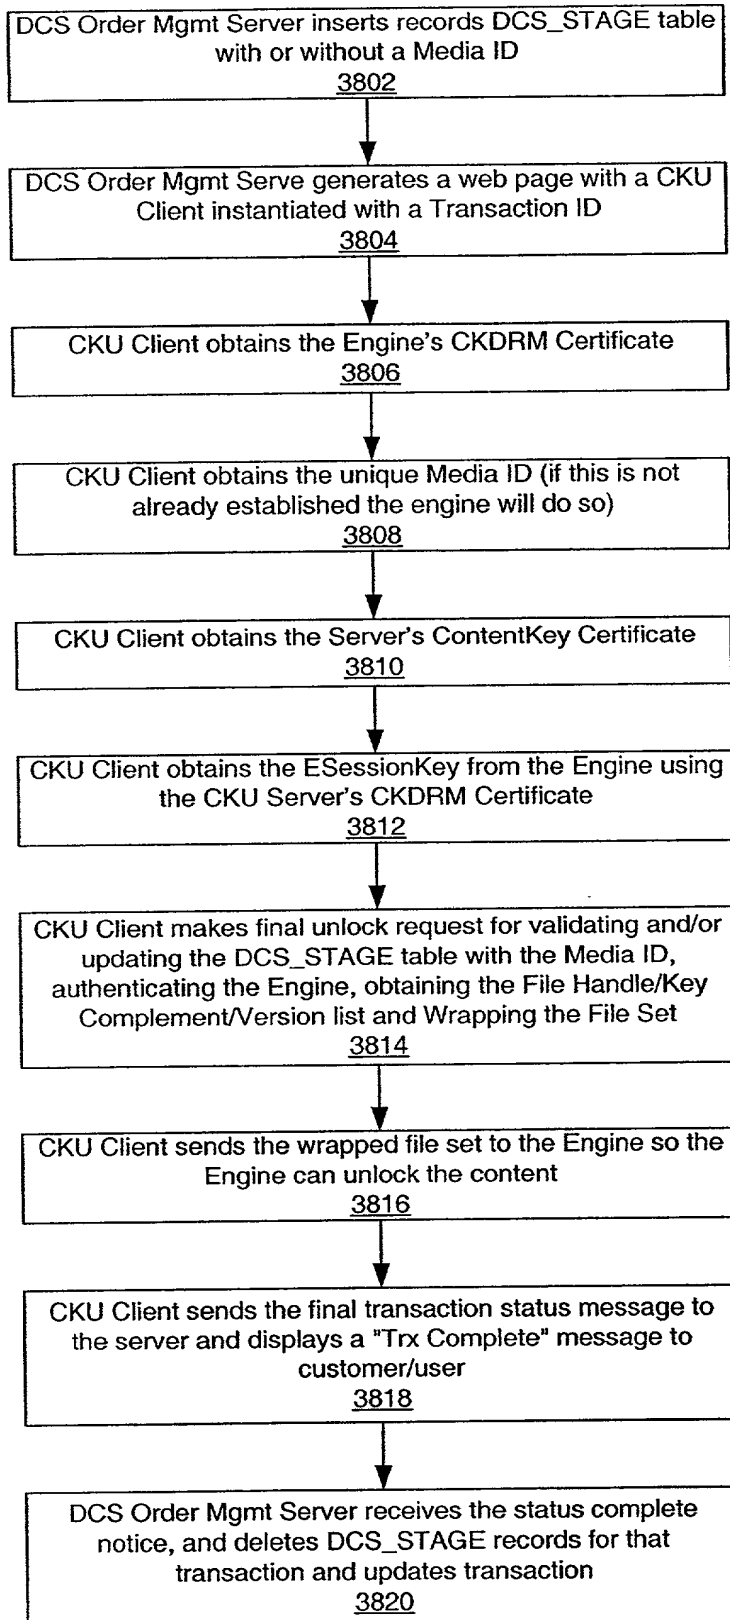 DCS Order Mgmt Server inserts records DCS_STAGE table
with or without a Media ID
3802
DCS Order Mgmt Serve generates a web page with a CKU
Client instantiated with a Transaction ID
3804
CKU Client obtains the Engine's CKDRM Certificate
3806
CKU Client obtains the unique Media ID (if this is not
already established the engine will do so)
3808
CKU Client obtains the Server's ContentKey Certificate
3810
CKU Client obtains the ESessionKey from the Engine using
the CKU Server's CKDRM Certificate
3812
CKU Client makes final unlock request for validating and/or
updating the DCS_STAGE table with the Media ID,
authenticating the Engine, obtaining the File Handle/Key
Complement/Version list and Wrapping the File Set
3814
CKU Client sends the wrapped file set to the Engine so the
Engine can unlock the content
3816
CKU Client sends the final transaction status message to
the server and displays a "Trx Complete" message to
customer/user
3818
DCS Order Mgmt Server receives the status complete
notice, and deletes DCS_STAGE records for that
transaction and updates transaction
3820